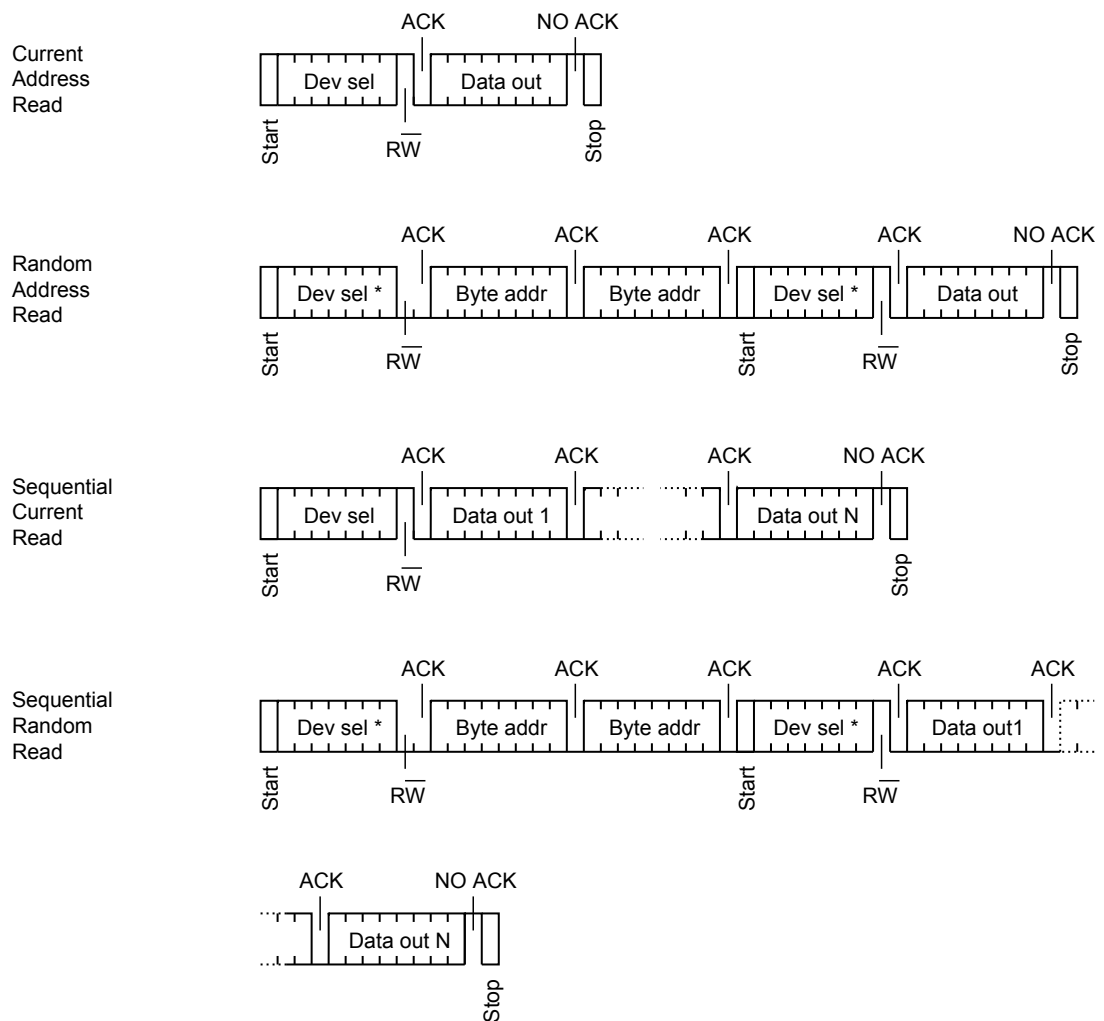 ACK NO ACK
Current
Address
Read
Dev sel Data out
Start RW Stop
ACK ACK ACK ACK NO ACK
Random
Address
Read
Dev sel * Byte addr Byte addr Dev sel * Data out
Start RW Start RW Stop
ACK ACK ACK NO ACK
Sequential
Current
Read
Dev sel Data out 1 Data out N
Start RW Stop
ACK ACK ACK ACK ACK
Sequential
Random
Read
Dev sel * Byte addr Byte addr Dev sel * Data out1
Start RW Start RW
ACK NO ACK
Data out N
Stop